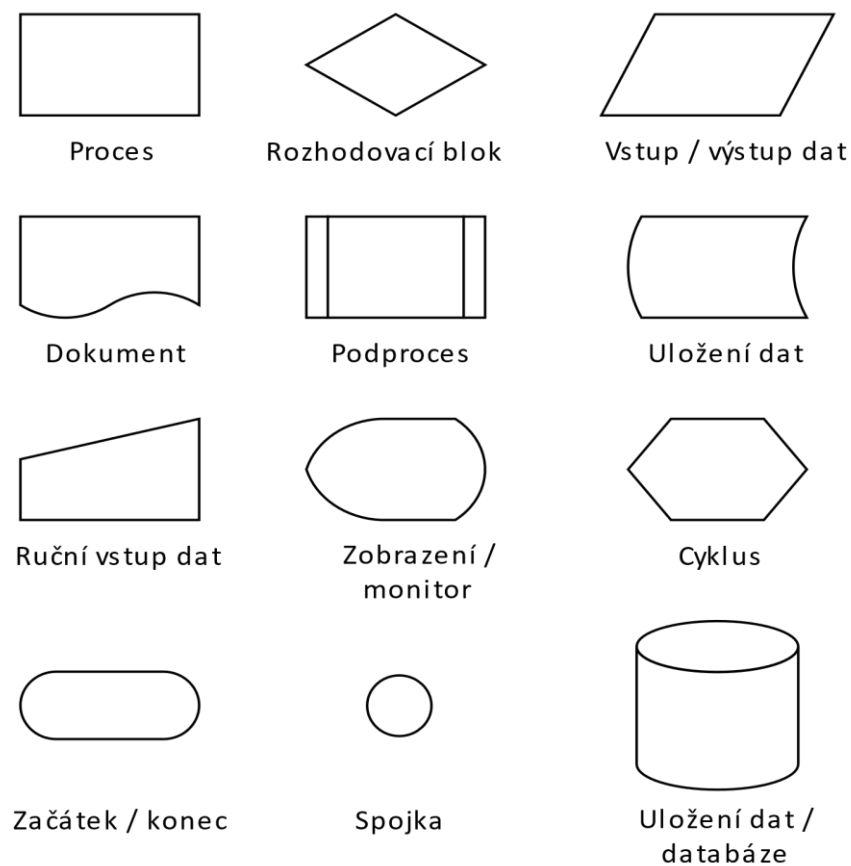 Proces
Rozhodovací blok
Vstup / výstup dat
Dokument
Podproces
Uložení dat
Ruční vstup dat
Zobrazení /
monitor
Cyklus
Začátek / konec
Spojka
Uložení dat /
databáze